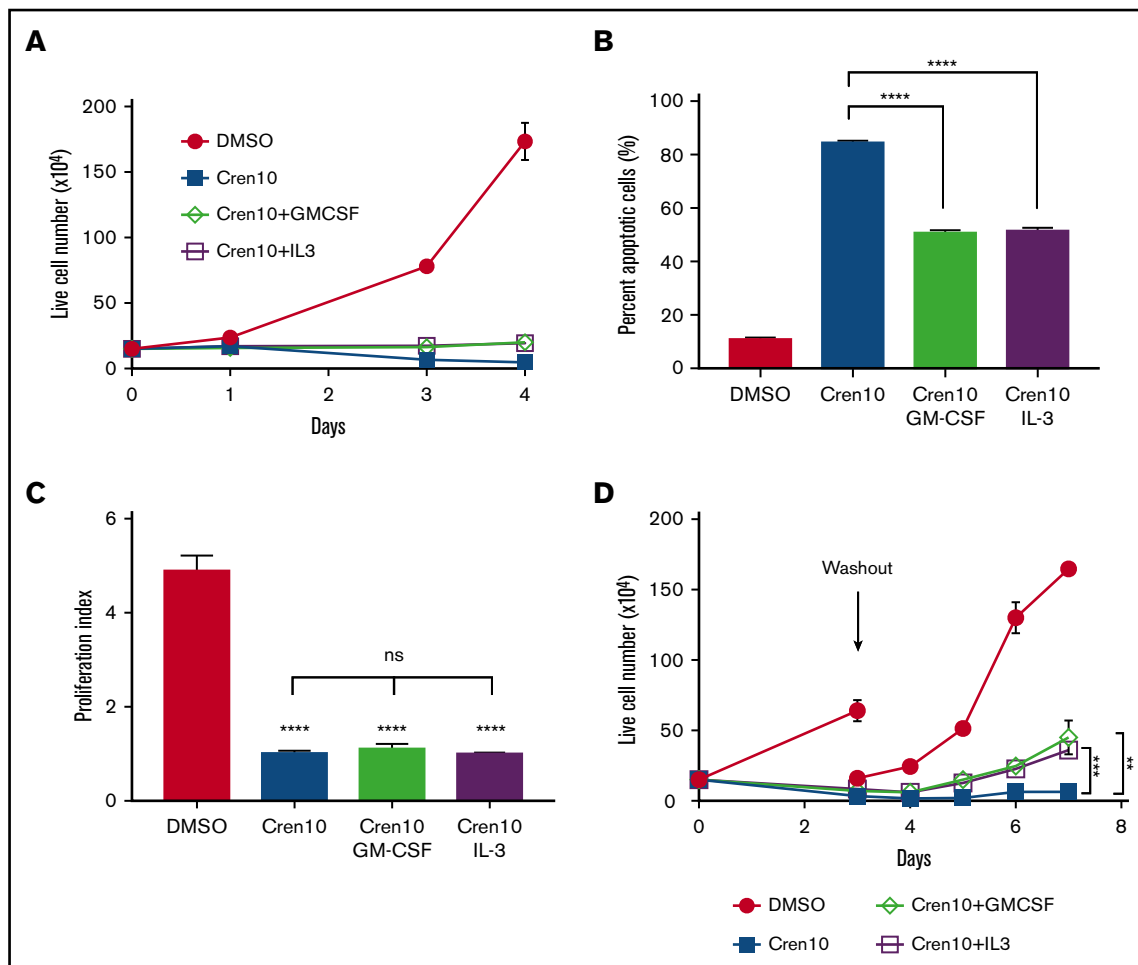 A
Live cell number (x10⁴)
200
150
100
50
0
DMSO
Cren10
Cren10+GMCSF
Cren10+IL3
0 1 2 3 4
Days
B
Percent apoptotic cells (%)
100
80
60
40
20
0
****
****
DMSO Cren10 Cren10 Cren10
GM-CSF IL-3
C
Proliferation index
6
4
2
0
ns
**** **** ****
DMSO Cren10 Cren10 Cren10
GM-CSF IL-3
D
Live cell number (x10⁴)
200
150
100
50
0
Washout
***
**
0 2 4 6 8
Days
DMSO Cren10+GMCSF
Cren10 Cren10+IL3